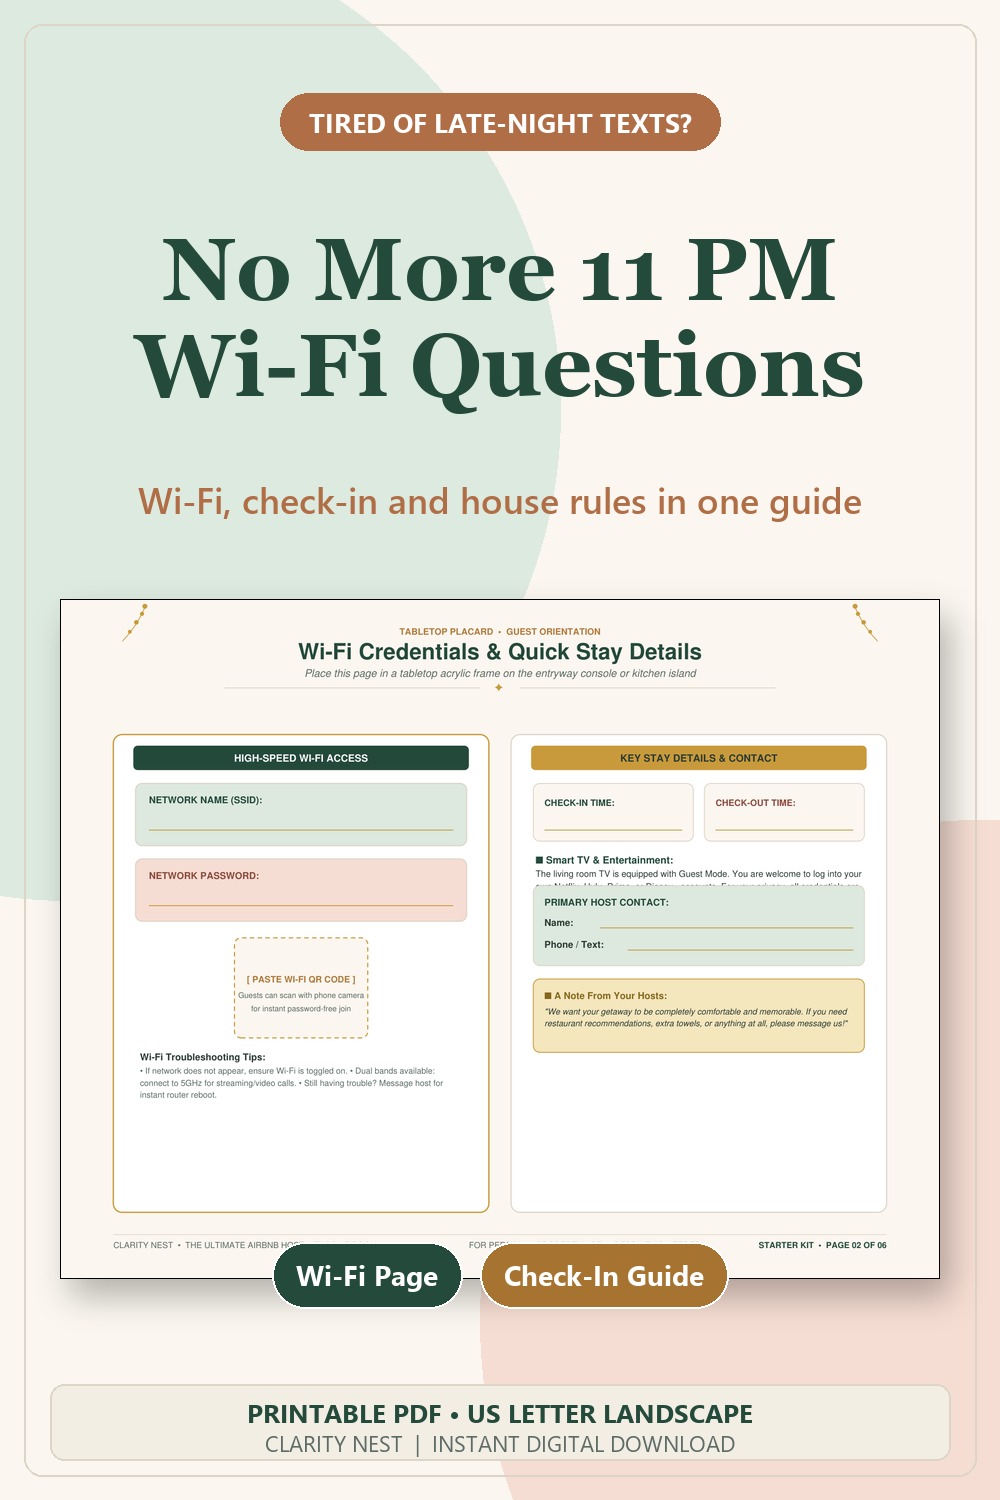 TIRED OF LATE-NIGHT TEXTS?
No More 11 PM
Wi-Fi Questions
Wi-Fi, check-in and house rules in one guide
TABLETOP PLACARD • GUEST ORIENTATION
Wi-Fi Credentials & Quick Stay Details
Place this page in a tabletop acrylic frame on the entryway console or kitchen island
HIGH-SPEED WI-FI ACCESS
NETWORK NAME (SSID):
NETWORK PASSWORD:
[ PASTE WI-FI QR CODE ]
Guests can scan with phone camera
for instant password-free join
Wi-Fi Troubleshooting Tips:
• If network does not appear, ensure Wi-Fi is toggled on. • Dual bands available:
connect to 5GHz for streaming/video calls. • Still having trouble? Message host for
instant router reboot.
KEY STAY DETAILS & CONTACT
CHECK-IN TIME:
CHECK-OUT TIME:
■ Smart TV & Entertainment:
The living room TV is equipped with Guest Mode. You are welcome to log into your
PRIMARY HOST CONTACT:
Name:
Phone / Text:
■ A Note From Your Hosts:
"We want your getaway to be completely comfortable and memorable. If you need
restaurant recommendations, extra towels, or anything at all, please message us!"
CLARITY NEST • THE ULTIMATE AIRBNB
FOR
STARTER KIT • PAGE 02 OF 06
Wi-Fi Page
Check-In Guide
PRINTABLE PDF • US LETTER LANDSCAPE
CLARITY NEST | INSTANT DIGITAL DOWNLOAD